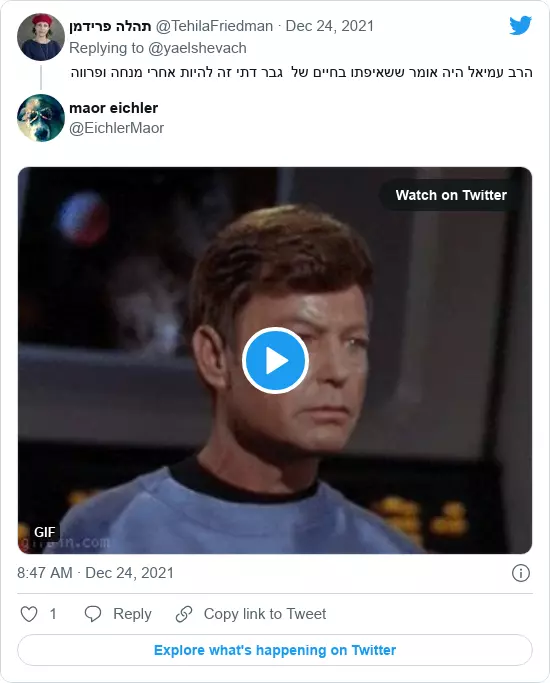 תהלה פרידמן @TehilaFriedman · Dec 24, 2021
Replying to @yaelshevach
הרב עמיאל היה אומר ששאיפתו בחיים של גבר דתי זה להיות אחרי מנחה ופרווה
maor eichler
@EichlerMaor
Watch on Twitter
GIF
8:47 AM · Dec 24, 2021
1 Reply Copy link to Tweet
Explore what's happening on Twitter